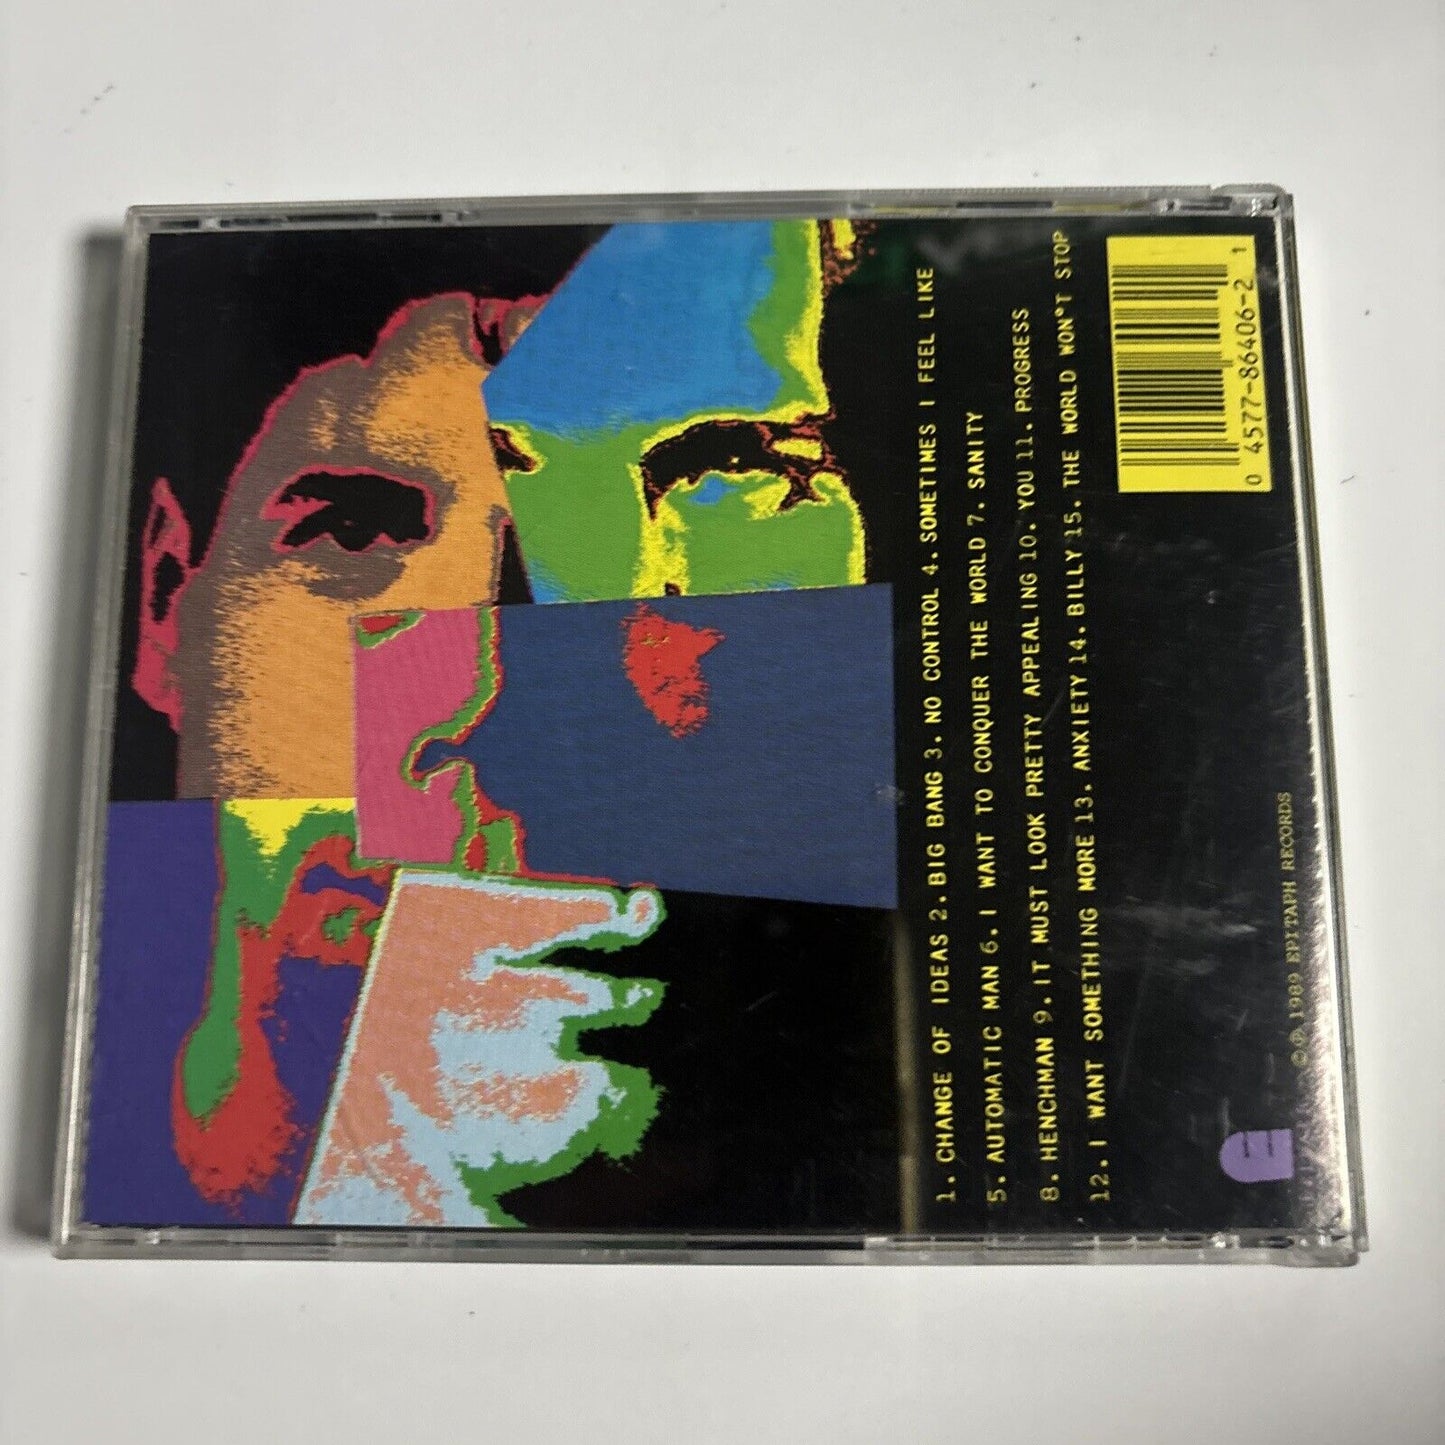 1. CHANGE OF IDEAS 2. BIG BANG 3. NO CONTROL 4. SOMETIMES I FEEL LIKE
5. AUTOMATIC MAN 6. I WANT TO CONQUER THE WORLD 7. SANITY
8. HENCHMAN 9. IT MUST LOOK PRETTY APPEALING 10. YOU 11. PROGRESS
12. I WANT SOMETHING MORE 13. ANXIETY 14. BILLY 15. THE WORLD WON'T STOP
0 4577-86406-2 1
E
©℗ 1989 EPITAPH RECORDS